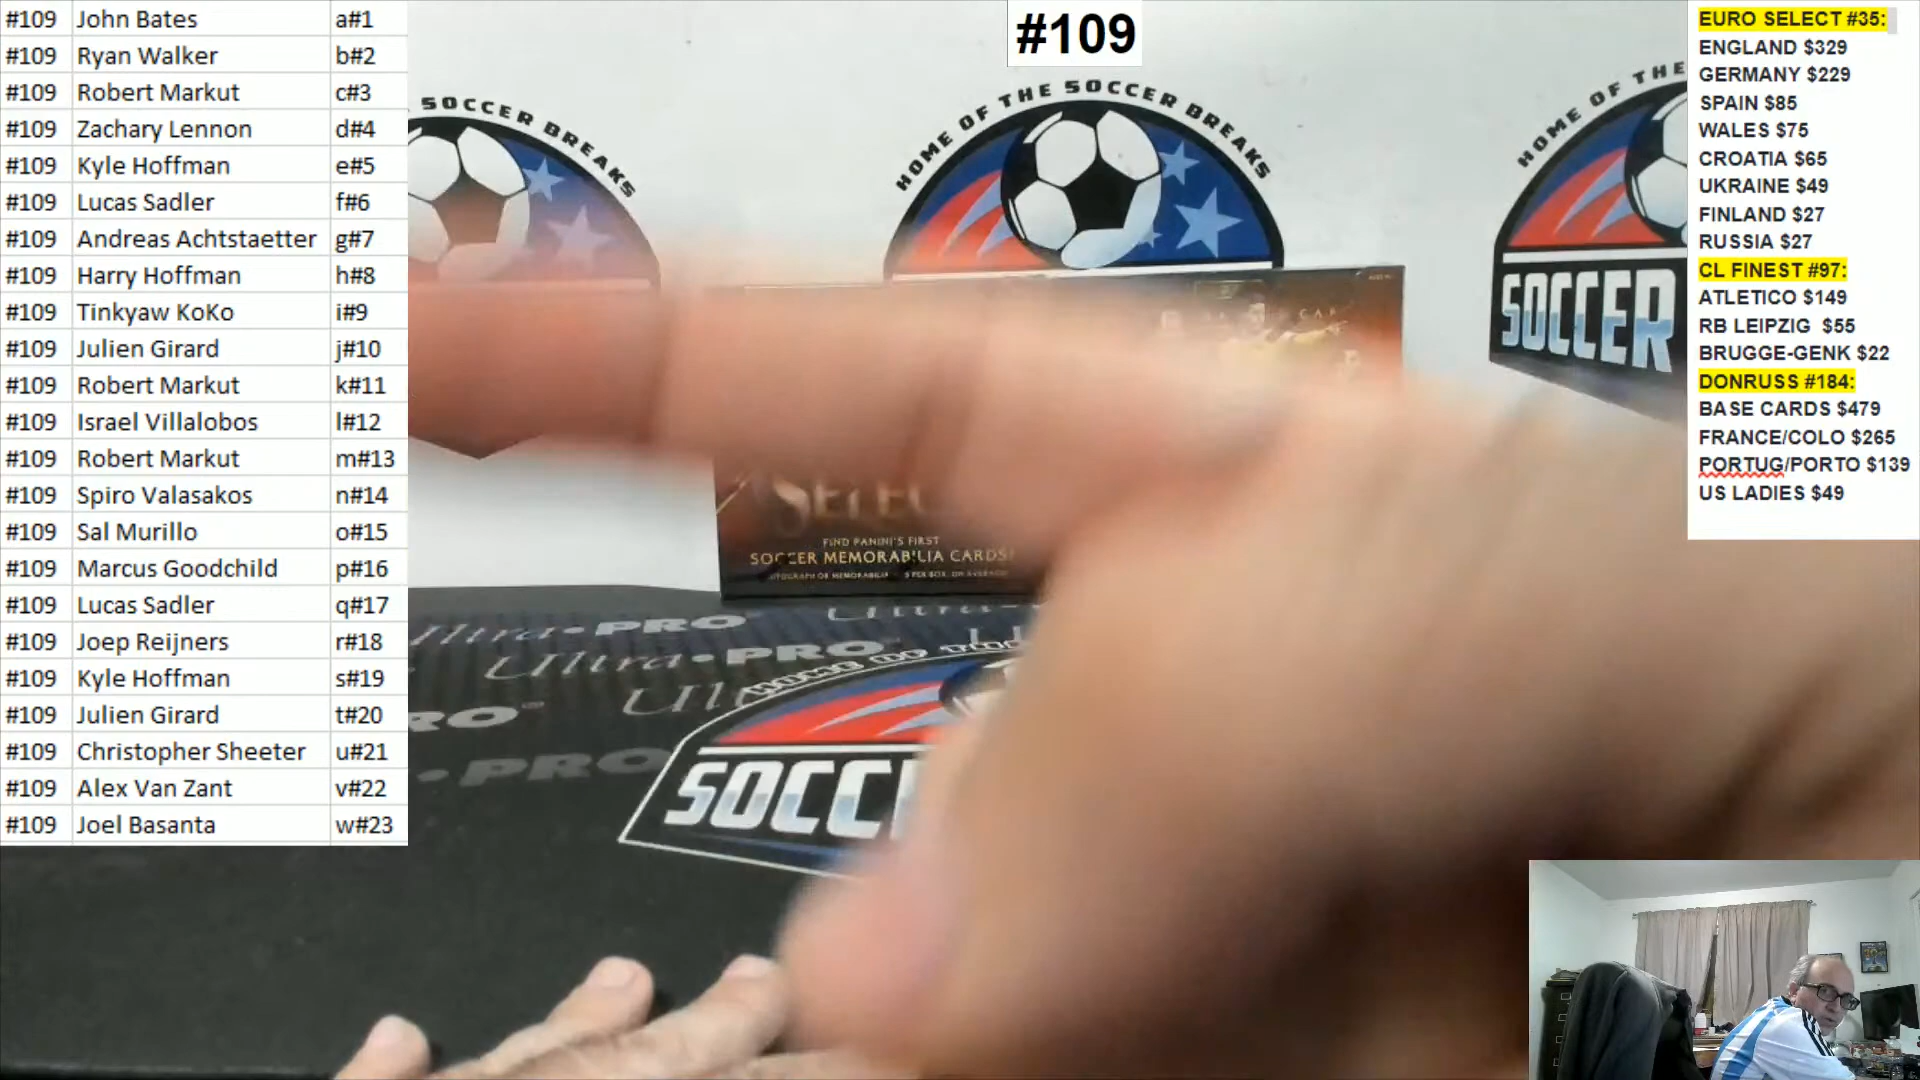 #109 John Bates a#1
#109 Ryan Walker b#2
#109 Robert Markut c#3
#109 Zachary Lennon d#4
#109 Kyle Hoffman e#5
#109 Lucas Sadler f#6
#109 Andreas Achtstaetter g#7
#109 Harry Hoffman h#8
#109 Tinkyaw KoKo i#9
#109 Julien Girard j#10
#109 Robert Markut k#11
#109 Israel Villalobos l#12
#109 Robert Markut m#13
#109 Spiro Valasakos n#14
#109 Sal Murillo o#15
#109 Marcus Goodchild p#16
#109 Lucas Sadler q#17
#109 Joep Reijners r#18
#109 Kyle Hoffman s#19
#109 Julien Girard t#20
#109 Christopher Sheeter u#21
#109 Alex Van Zant v#22
#109 Joel Basanta w#23
#109
SOCCER BREAKS
HOME OF THE SOCCER BREAKS
HOME OF THE
SOCCER
FIND PANINI'S FIRST
SOCCER MEMORABILIA CARDS!
Ultra•PRO
Ultra•PRO
HOME OF
PRO
•PRO
SOCC
EURO SELECT #35:
ENGLAND $329
GERMANY $229
SPAIN $85
WALES $75
CROATIA $65
UKRAINE $49
FINLAND $27
RUSSIA $27
CL FINEST #97:
ATLETICO $149
RB LEIPZIG $55
BRUGGE-GENK $22
DONRUSS #184:
BASE CARDS $479
FRANCE/COLO $265
PORTUG/PORTO $139
US LADIES $49